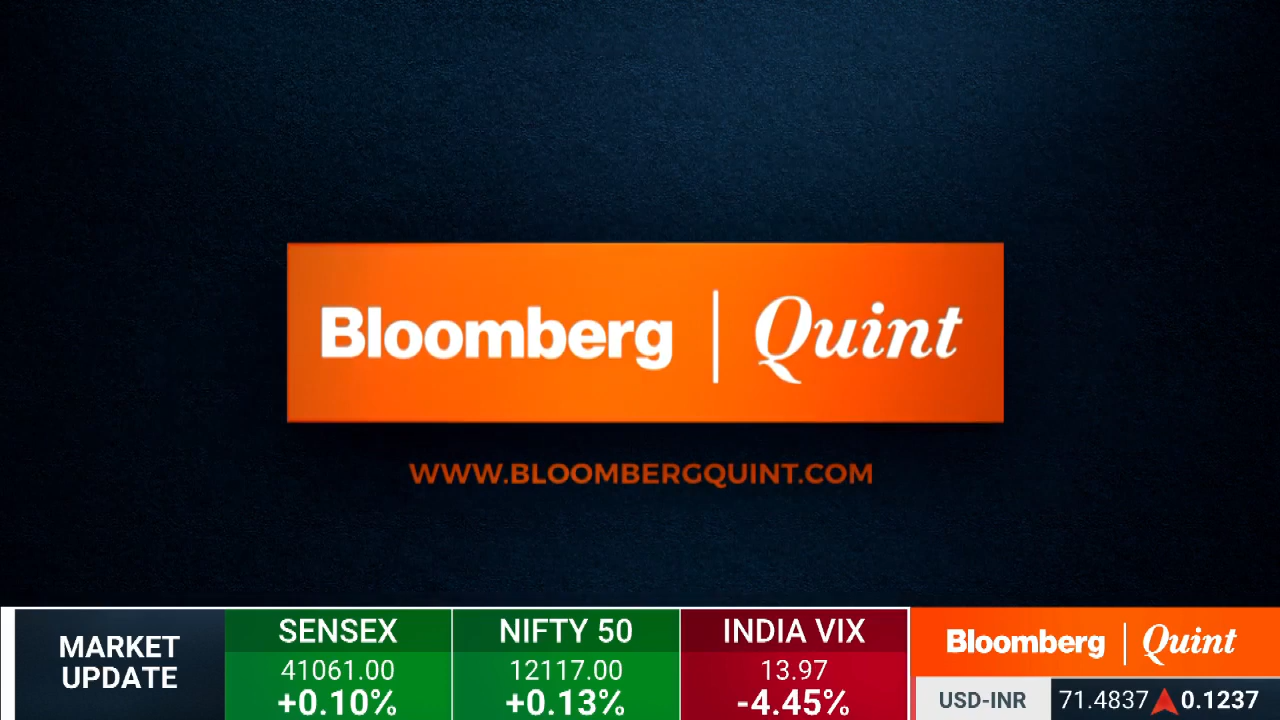 Bloomberg | Quint
WWW.BLOOMBERGQUINT.COM
MARKET UPDATE
SENSEX
41061.00
+0.10%
NIFTY 50
12117.00
+0.13%
INDIA VIX
13.97
-4.45%
Bloomberg | Quint
USD-INR 71.4837 0.1237